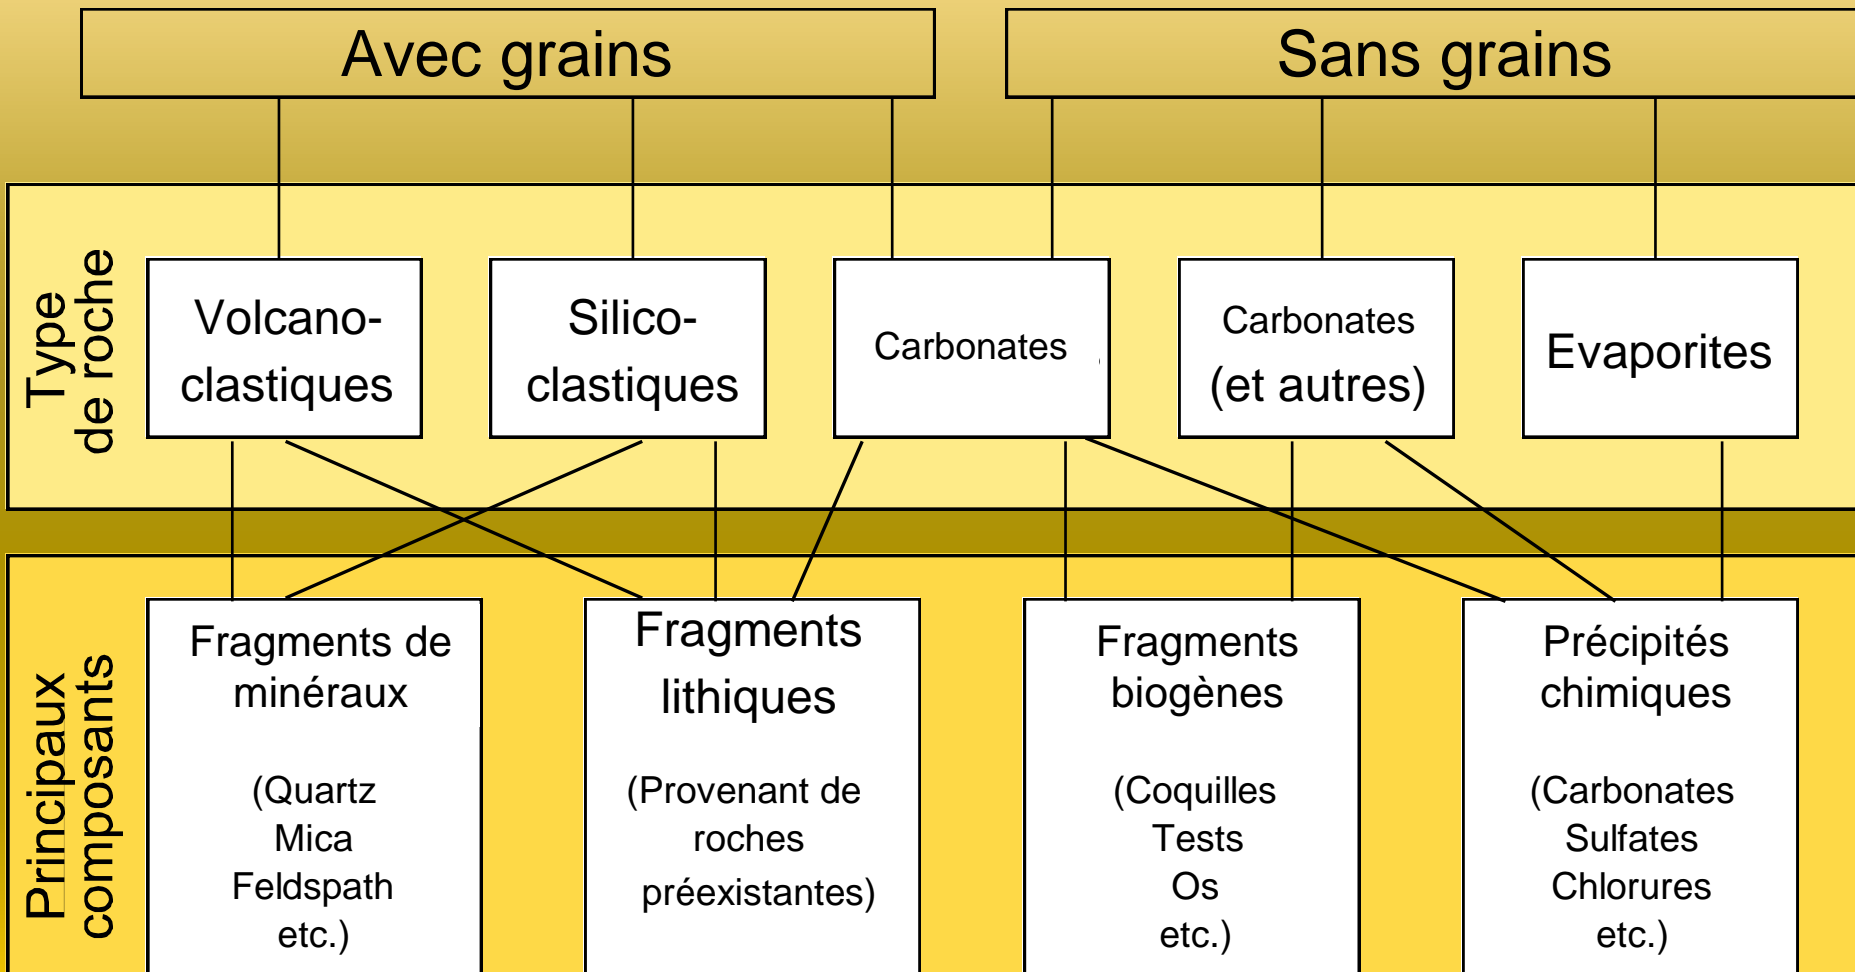 Avec grains
Sans grains
Type
de roche
Volcano-
clastiques
Silico-
clastiques
Carbonates
Carbonates
(et autres)
Evaporites
Principaux
composants
Fragments de
minéraux
(Quartz
Mica
Feldspath
etc.)
Fragments
lithiques
(Provenant de
roches
préexistantes)
Fragments
biogènes
(Coquilles
Tests
Os
etc.)
Précipités
chimiques
(Carbonates
Sulfates
Chlorures
etc.)